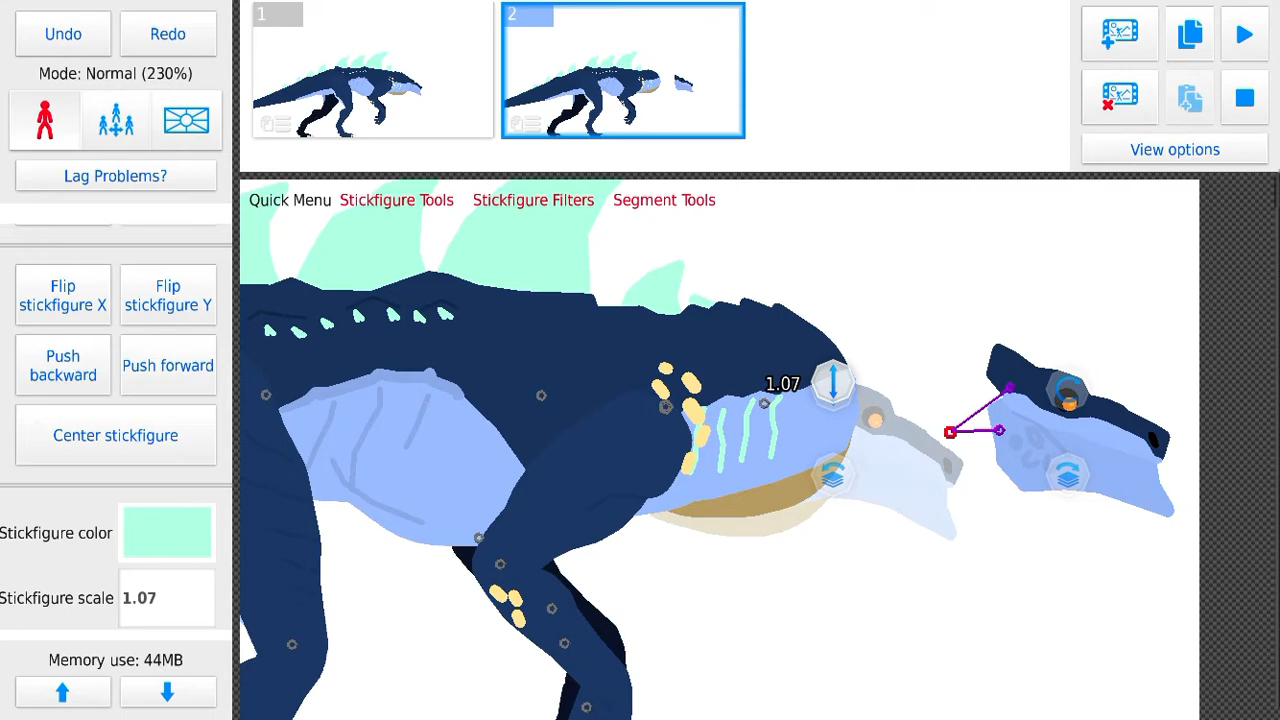 Undo
Redo
Mode: Normal (230%)
Lag Problems?
Flip
stickfigure X
Flip
stickfigure Y
Push
backward
Push forward
Center stickfigure
Stickfigure color
Stickfigure scale
1.07
Memory use: 44MB
1
2
View options
Quick Menu
Stickfigure Tools
Stickfigure Filters
Segment Tools
1.07